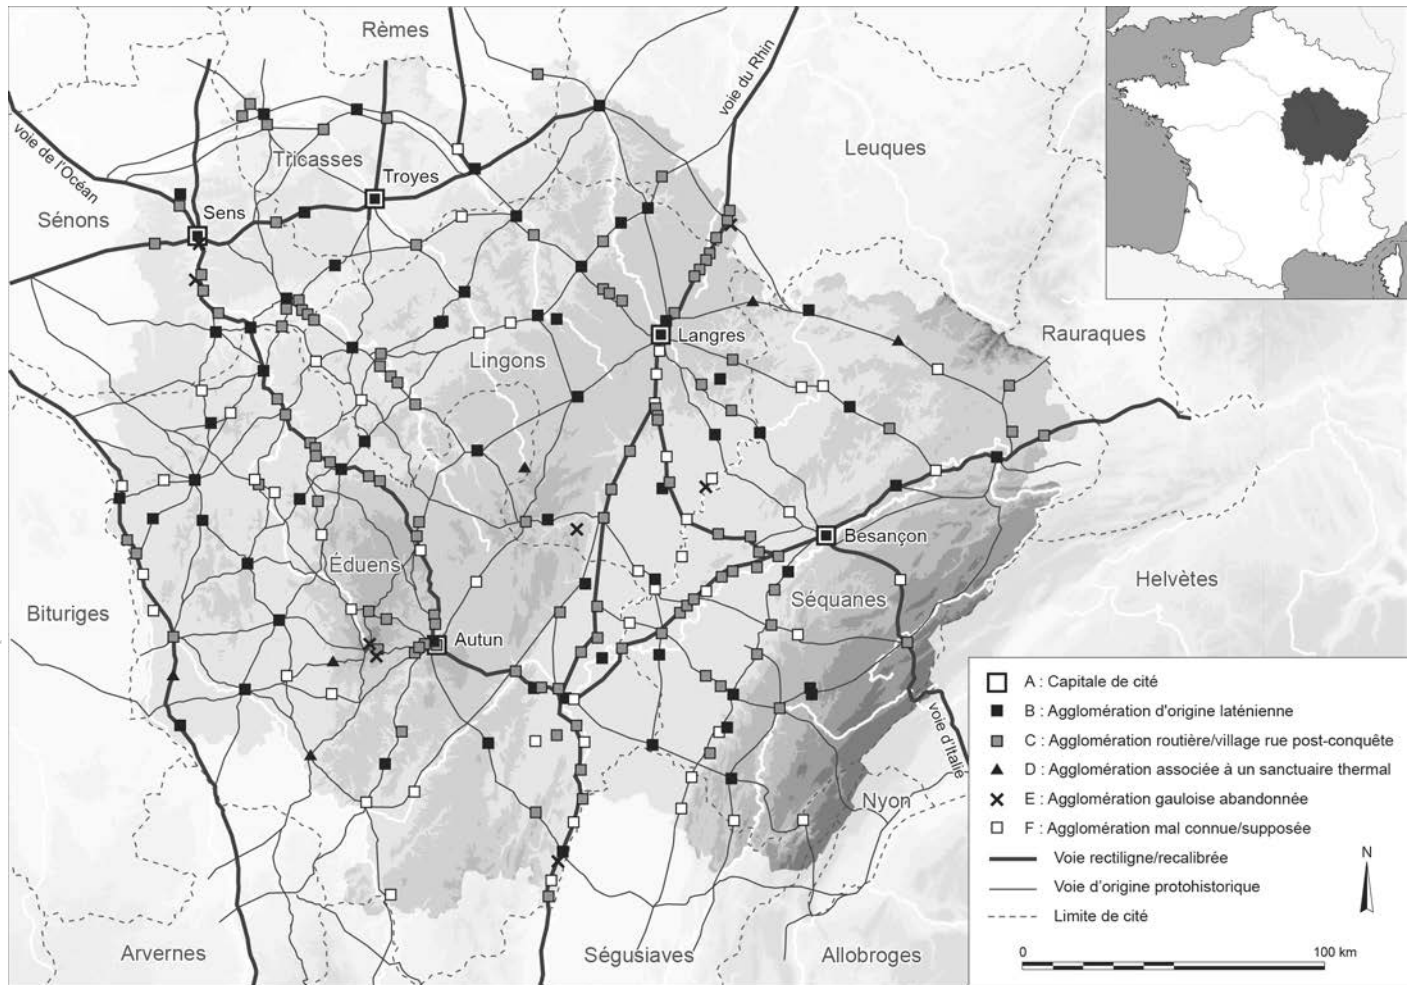 Rèmes
voie du Rhin
voie de l'Océan
Tricasses
Leuques
Troyes
Sénons
Sens
Langres
Rauraques
Lingons
Besançon
Éduens
Helvètes
Séquanes
Bituriges
Autun
voie d'Italie
Nyon
Arvernes
Ségusiaves
Allobroges
A : Capitale de cité
B : Agglomération d'origine laténienne
C : Agglomération routière/village rue post-conquête
D : Agglomération associée à un sanctuaire thermal
E : Agglomération gauloise abandonnée
F : Agglomération mal connue/supposée
Voie rectiligne/recalibrée
Voie d'origine protohistorique
Limite de cité
N
0 100 km